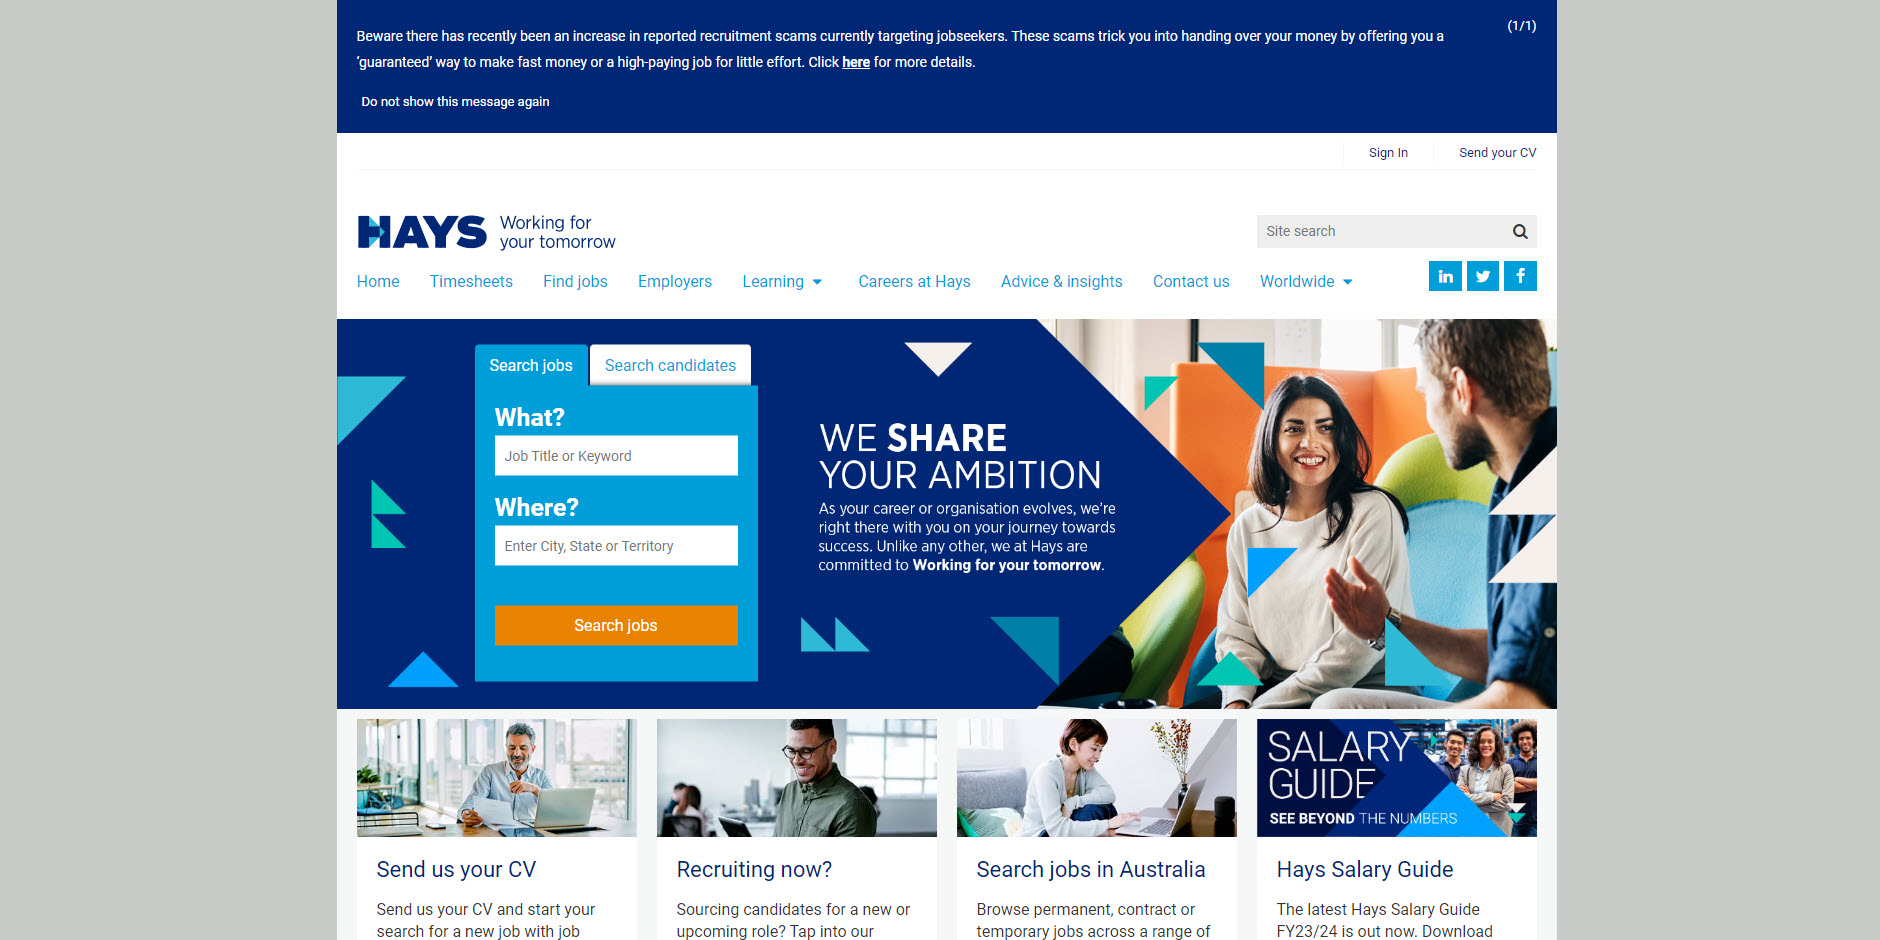 (1/1)
Beware there has recently been an increase in reported recruitment scams currently targeting jobseekers. These scams trick you into handing over your money by offering you a
‘guaranteed’ way to make fast money or a high-paying job for little effort. Click here for more details.
Do not show this message again
Sign In
Send your CV
HAYS
Working for
your tomorrow
Site search
Home
Timesheets
Find jobs
Employers
Learning
Careers at Hays
Advice & insights
Contact us
Worldwide
in
f
Search jobs
Search candidates
What?
Job Title or Keyword
Where?
Enter City, State or Territory
Search jobs
WE SHARE
YOUR AMBITION
As your career or organisation evolves, we’re
right there with you on your journey towards
success. Unlike any other, we at Hays are
committed to Working for your tomorrow.
SALARY
GUIDE
SEE BEYOND THE NUMBERS
Send us your CV
Send us your CV and start your
search for a new job with job
Recruiting now?
Sourcing candidates for a new or
upcoming role? Tap into our
Search jobs in Australia
Browse permanent, contract or
temporary jobs across a range of
Hays Salary Guide
The latest Hays Salary Guide
FY23/24 is out now. Download